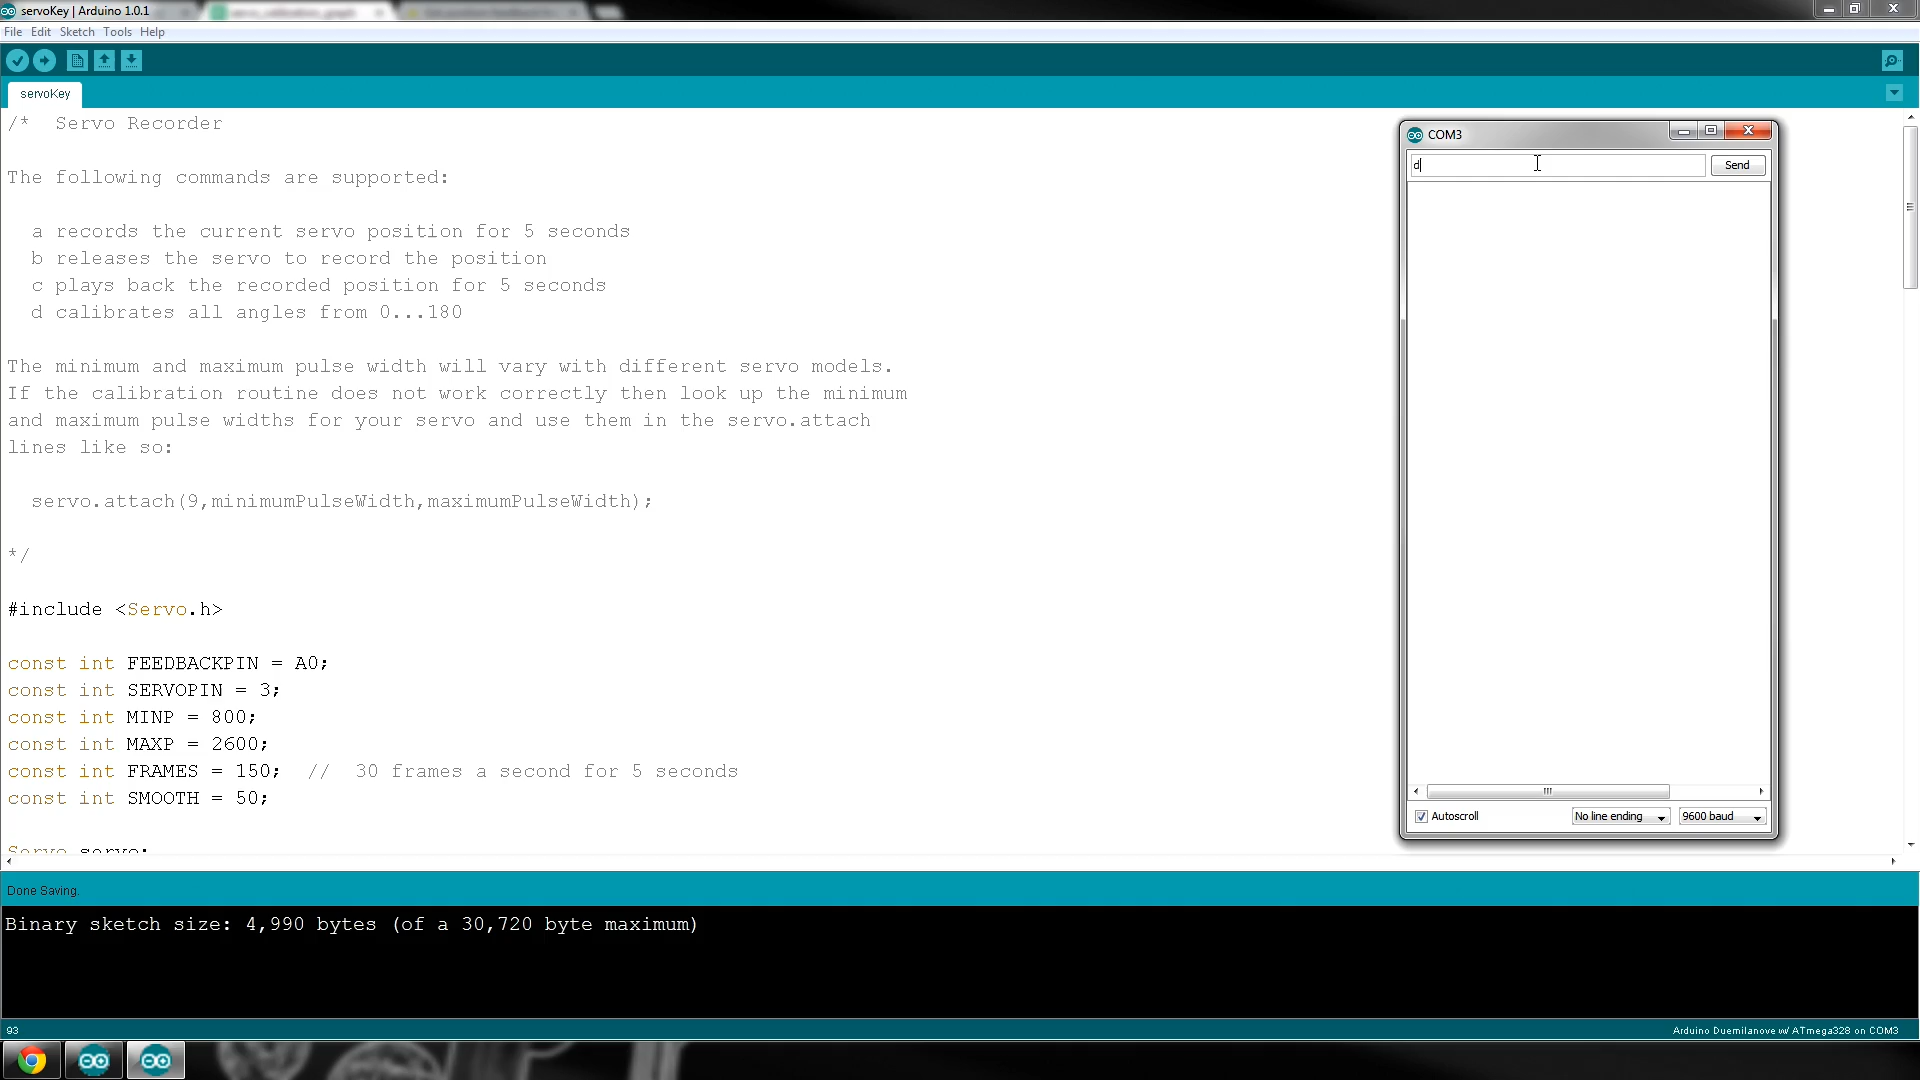 servoKey | Arduino 1.0.1
File Edit Sketch Tools Help
servoKey
/*  Servo Recorder
The following commands are supported:
a records the current servo position for 5 seconds
b releases the servo to record the position
c plays back the recorded position for 5 seconds
d calibrates all angles from 0...180
The minimum and maximum pulse width will vary with different servo models.
If the calibration routine does not work correctly then look up the minimum
and maximum pulse widths for your servo and use them in the servo.attach
lines like so:
servo.attach(9,minimumPulseWidth,maximumPulseWidth);
*/
#include <Servo.h>
const int FEEDBACKPIN = A0;
const int SERVOPIN = 3;
const int MINP = 800;
const int MAXP = 2600;
const int FRAMES = 150;  //  30 frames a second for 5 seconds
const int SMOOTH = 50;
Servo servo;
COM3
d
Send
Autoscroll
No line ending
9600 baud
Done Saving.
Binary sketch size: 4,990 bytes (of a 30,720 byte maximum)
93
Arduino Duemilanove w/ ATmega328 on COM3